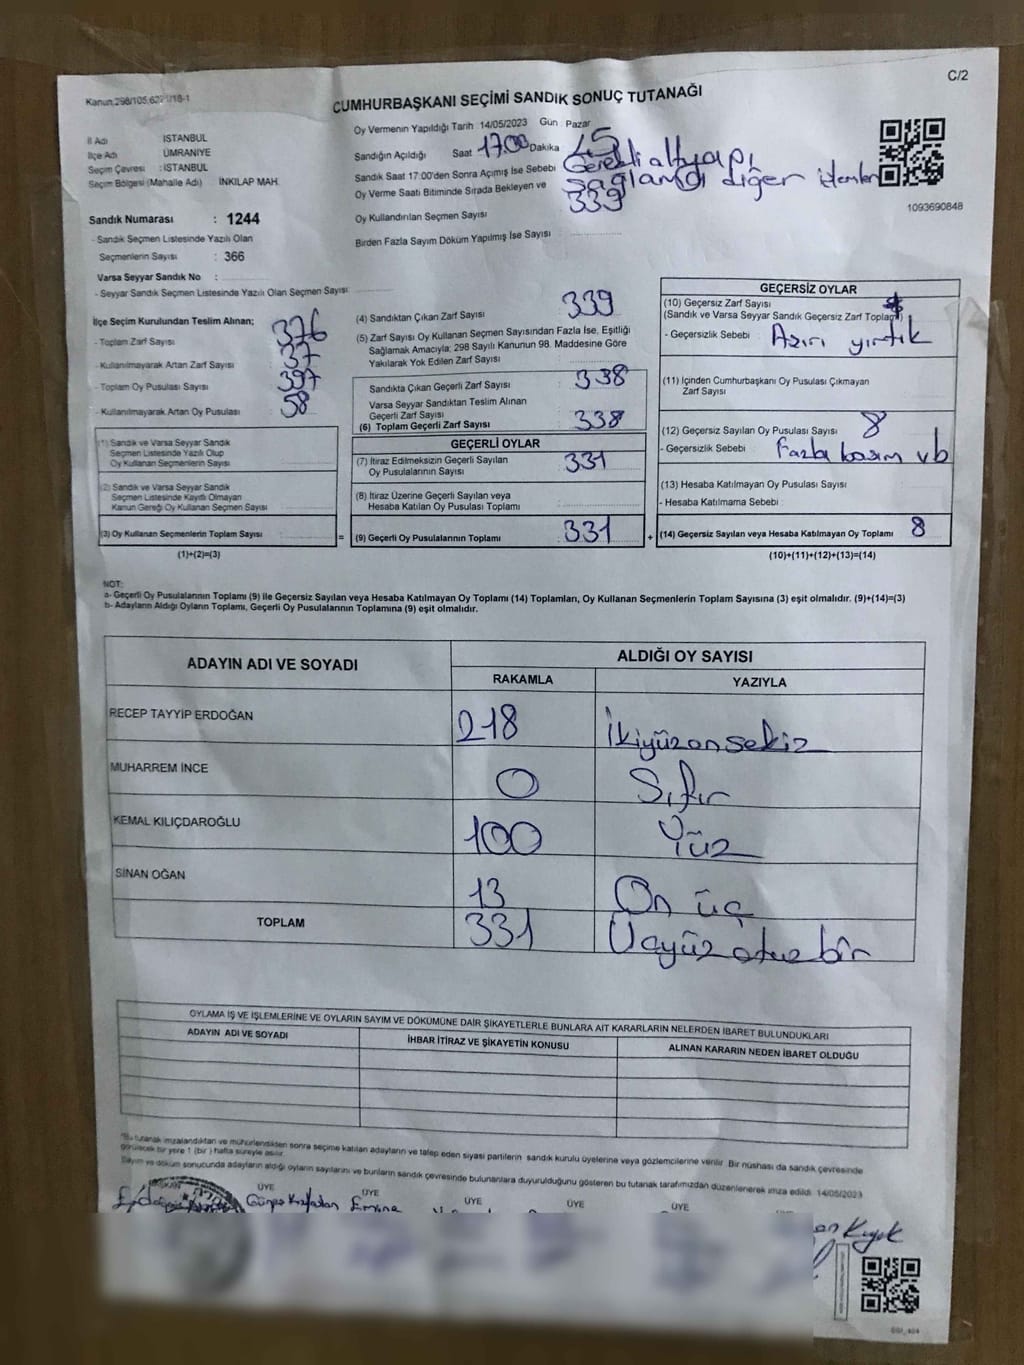 C/2
Kanun:298/105,62
CUMHURBAŞKANI SEÇİMİ SANDIK SONUÇ TUTANAĞI
İl Adı İSTANBUL
İlçe Adı ÜMRANİYE
Seçim Çevresi : İSTANBUL
Seçim Bölgesi (Mahalle Adı) İNKILAP MAH.
Sandık Numarası : 1244
- Sandık Seçmen Listesinde Yazılı Olan
Seçmenlerin Sayısı : 366
Varsa Seyyar Sandık No :
- Seyyar Sandık Seçmen Listesinde Yazılı Olan Seçmen Sayısı
Oy Vermenin Yapıldığı Tarih 14/05/2023 Gün Pazar
Sandığın Açıldığı Saat 17.00 Dakika 45
Sandık Saat 17:00'den Sonra Açımış İse Sebebi Gerekli altyapı
Oy Verme Saati Bitiminde Sırada Bekleyen ve sağlandı diğer işlemler
Oy Kullandırılan Seçmen Sayısı 339
Birden Fazla Sayım Döküm Yapılmış İse Sayısı
1093690848
İlçe Seçim Kurulundan Teslim Alınan;
- Toplam Zarf Sayısı 376
- Kullanılmayarak Artan Zarf Sayısı 37
- Toplam Oy Pusulası Sayısı 397
- Kullanılmayarak Artan Oy Pusulası 58
(1) Sandık ve Varsa Seyyar Sandık
Seçmen Listesinde Yazılı Olup
Oy Kullanan Seçmenlerin Sayısı
(2) Sandık ve Varsa Seyyar Sandık
Seçmen Listesinde Kayıtlı Olmayan
Kanun Gereği Oy Kullanan Seçmen Sayısı
(3) Oy Kullanan Seçmenlerin Toplam Sayısı =
(1)+(2)=(3)
(4) Sandıktan Çıkan Zarf Sayısı 339
(5) Zarf Sayısı Oy Kullanan Seçmen Sayısından Fazla İse, Eşitliği
Sağlamak Amacıyla: 298 Sayılı Kanunun 98. Maddesine Göre
Yakılarak Yok Edilen Zarf Sayısı
Sandıkta Çıkan Geçerli Zarf Sayısı 338
Varsa Seyyar Sandıktan Teslim Alınan
Geçerli Zarf Sayısı
(6) Toplam Geçerli Zarf Sayısı 338
GEÇERLİ OYLAR
(7) İtiraz Edilmeksizin Geçerli Sayılan
Oy Pusulalarının Sayısı 331
(8) İtiraz Üzerine Geçerli Sayılan veya
Hesaba Katılan Oy Pusulası Toplamı
(9) Geçerli Oy Pusulalarının Toplamı 331 +
GEÇERSİZ OYLAR
(10) Geçersiz Zarf Sayısı
(Sandık ve Varsa Seyyar Sandık Geçersiz Zarf Toplamı)
- Geçersizlik Sebebi Aşırı yırtık
(11) İçinden Cumhurbaşkanı Oy Pusulası Çıkmayan
Zarf Sayısı
(12) Geçersiz Sayılan Oy Pusulası Sayısı 8
- Geçersizlik Sebebi Fazla basım vb
(13) Hesaba Katılmayan Oy Pusulası Sayısı
- Hesaba Katılmama Sebebi
(14) Geçersiz Sayılan veya Hesaba Katılmayan Oy Toplamı 8
(10)+(11)+(12)+(13)=(14)
NOT:
a- Geçerli Oy Pusulalarının Toplamı (9) ile Geçersiz Sayılan veya Hesaba Katılmayan Oy Toplamı (14) Toplamları, Oy Kullanan Seçmenlerin Toplam Sayısına (3) eşit olmalıdır. (9)+(14)=(3)
b- Adayların Aldığı Oyların Toplamı, Geçerli Oy Pusulalarının Toplamına (9) eşit olmalıdır.
ADAYIN ADI VE SOYADI ALDIĞI OY SAYISI
RAKAMLA YAZIYLA
RECEP TAYYİP ERDOĞAN 218 İkiyüzonsekiz
MUHARREM İNCE 0 Sıfır
KEMAL KILIÇDAROĞLU 100 Yüz
SİNAN OĞAN 13 On üç
TOPLAM 331 Üçyüz otuz bir
OYLAMA İŞ VE İŞLEMLERİNE VE OYLARIN SAYIM VE DÖKÜMÜNE DAİR ŞİKAYETLERLE BUNLARA AİT KARARLARIN NELERDEN İBARET BULUNDUKLARI
ADAYIN ADI VE SOYADI İHBAR İTİRAZ VE ŞİKAYETİN KONUSU ALINAN KARARIN NEDEN İBARET OLDUĞU
*Bu tutanak imzalandıktan ve mühürlendikten sonra seçime katılan adayların ve talep eden siyasi partilerin sandık kurulu üyelerine veya gözlemcilerine verilir. Bir nüshası da sandık çevresinde
görülecek bir yere 1 (bir) hafta süreyle asılır.
Sayım ve döküm sonucunda adayların aldığı oyların sayılarını ve bunların sandık çevresinde bulunanlara duyurulduğunu gösteren bu tutanak tarafımızdan düzenlenerek imza edildi. 14/05/2023
BAŞKAN ÜYE ÜYE ÜYE ÜYE ÜYE
Emine